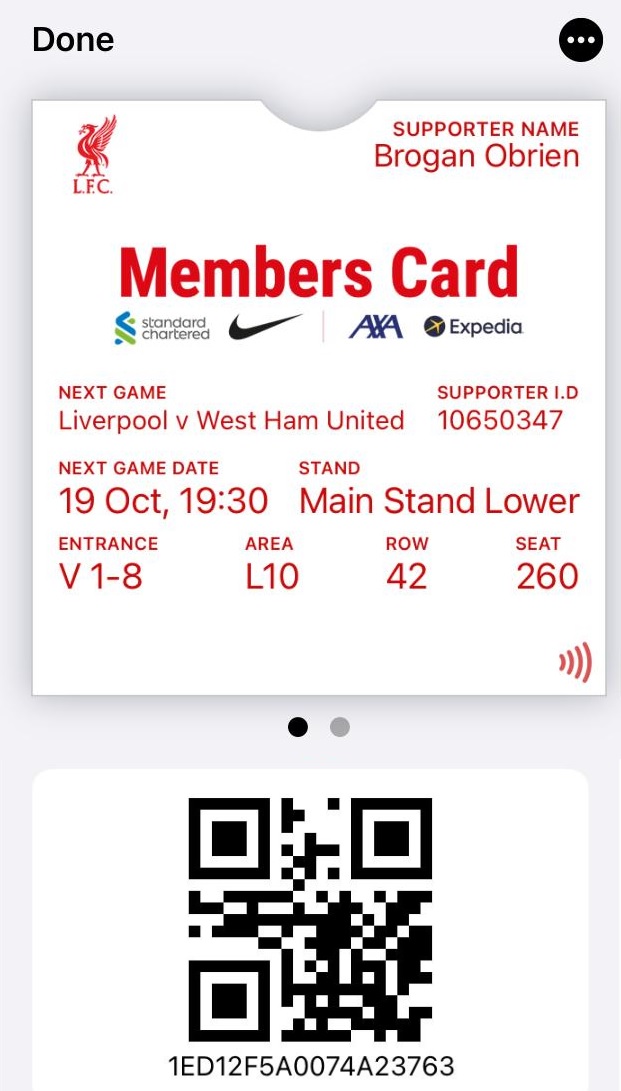 Done
L.F.C.
SUPPORTER NAME
Brogan Obrien
Members Card
standard
chartered
AXA
Expedia
NEXT GAME SUPPORTER I.D
Liverpool v West Ham United 10650347
NEXT GAME DATE STAND
19 Oct, 19:30 Main Stand Lower
ENTRANCE AREA ROW SEAT
V 1-8 L10 42 260
1ED12F5A0074A23763